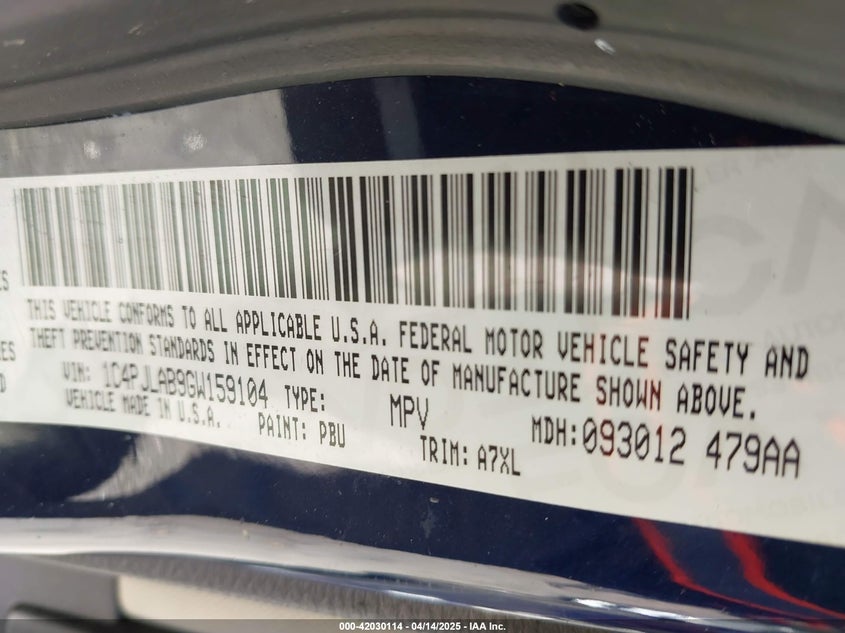 ES
ES
D
THIS VEHICLE CONFORMS TO ALL APPLICABLE U.S.A. FEDERAL MOTOR VEHICLE SAFETY AND
THEFT PREVENTION STANDARDS IN EFFECT ON THE DATE OF MANUFACTURE SHOWN ABOVE.
VIN: 1C4PJLAB9GW159104 TYPE: MPV MDH:093012 479AA
VEHICLE MADE IN U.S.A. PAINT: PBU TRIM: A7XL
000-42030114 - 04/14/2025 - IAA Inc.